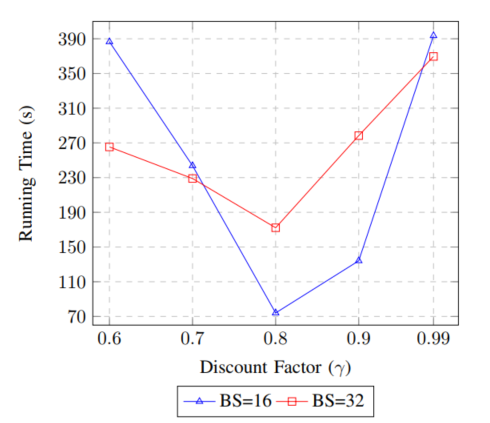 390
350
310
270
230
190
150
110
70
Running Time (s)
0.6 0.7 0.8 0.9 0.99
Discount Factor (γ)
BS=16 BS=32